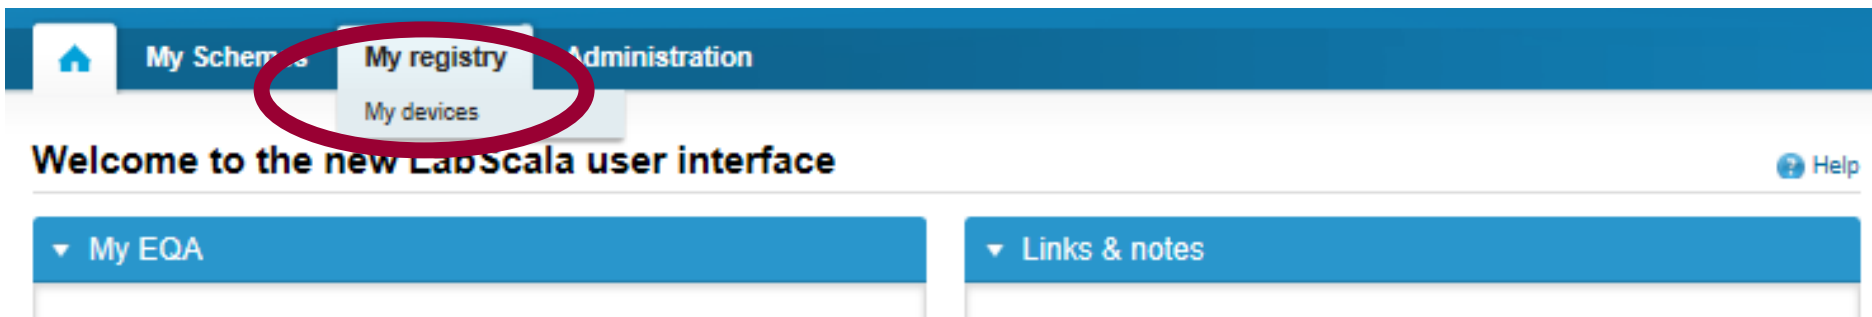 My Schemes My registry Administration
My devices
Welcome to the new LabScala user interface
Help
My EQA Links & notes